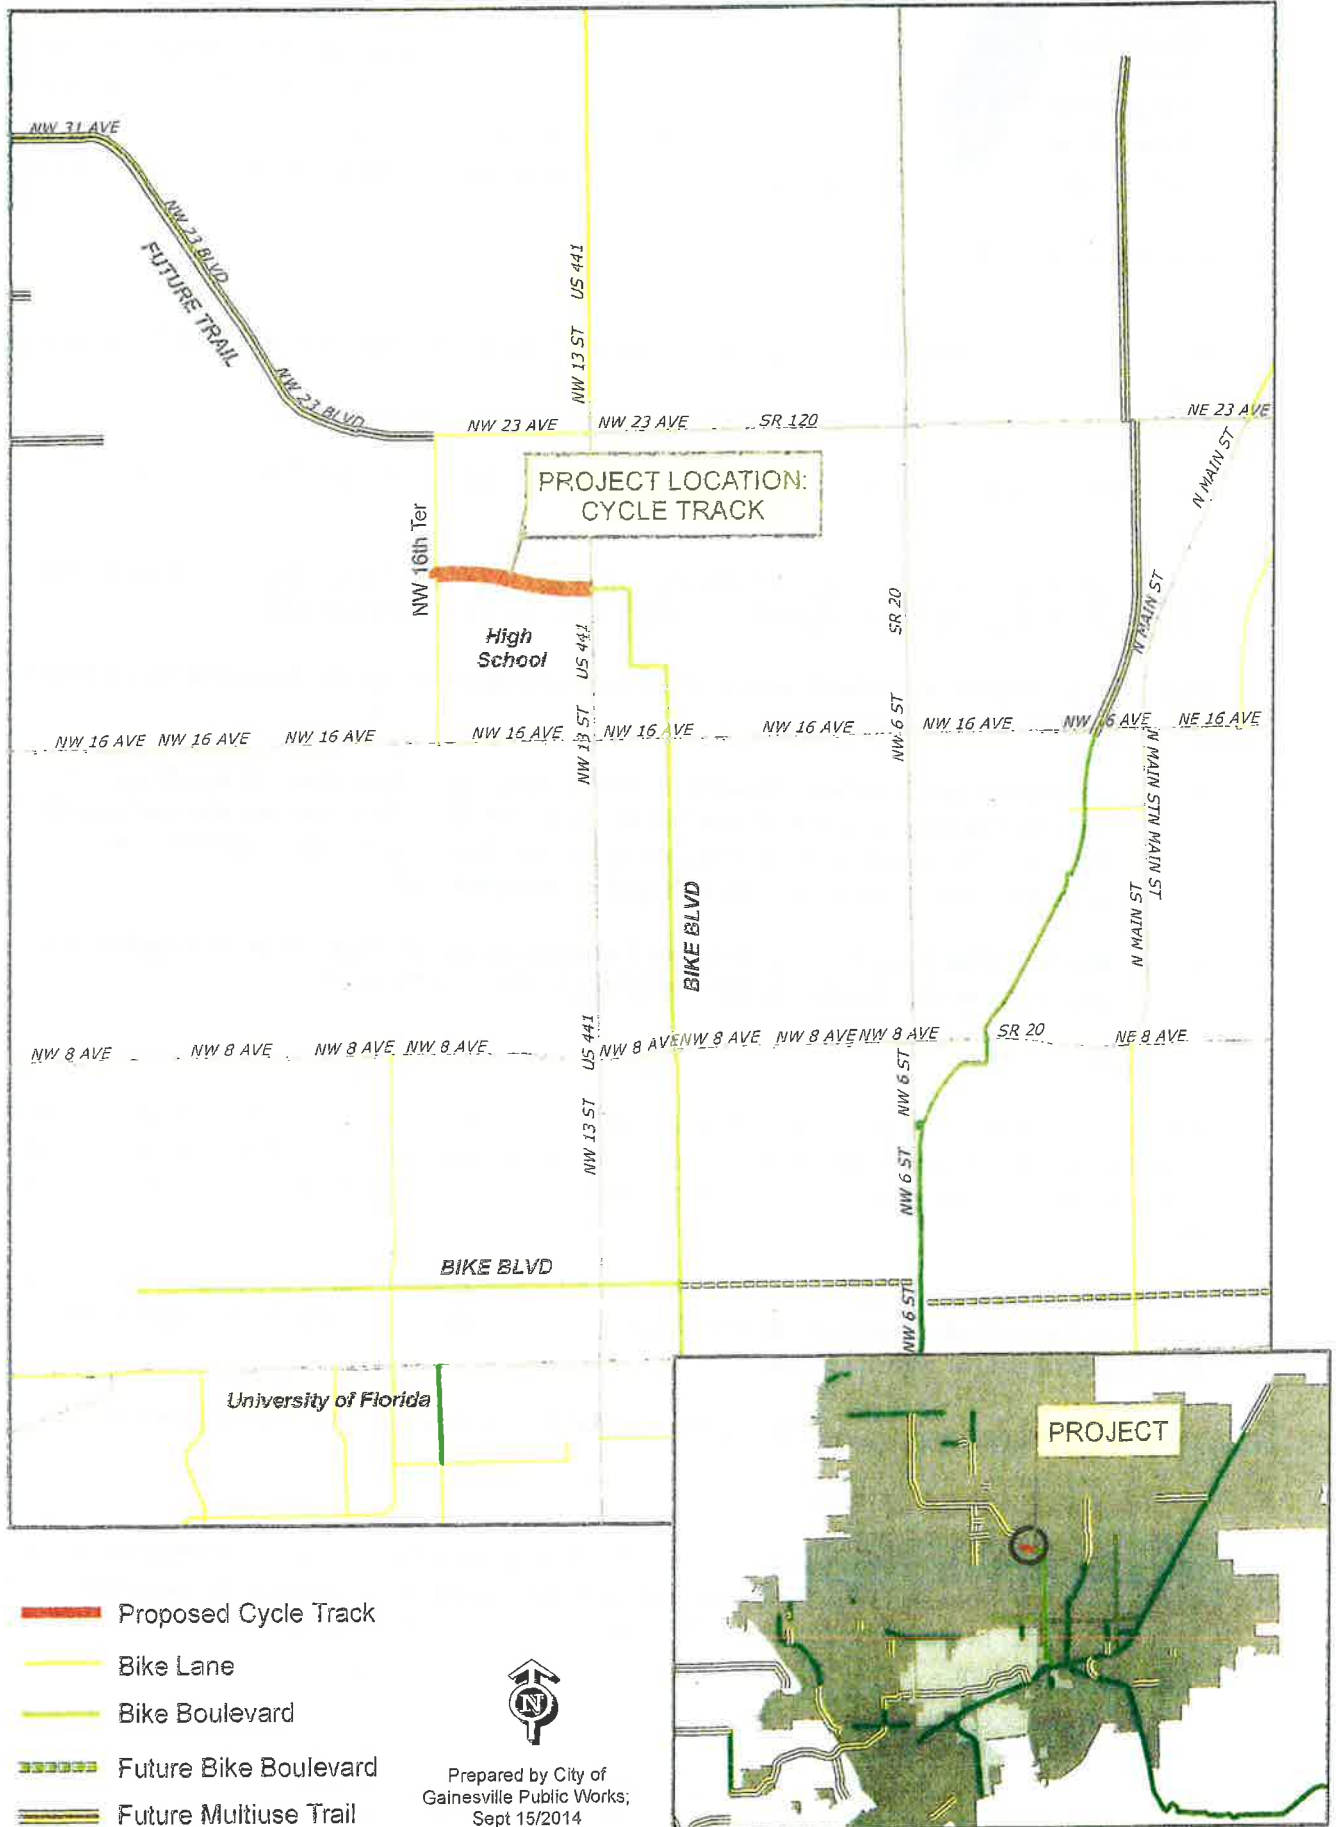 NW 31 AVE
NW 23 BLVD
FUTURE TRAIL
NW 23 BLVD
US 441
NW 13 ST
NW 23 AVE
NW 23 AVE
SR 120
NE 23 AVE
N MAIN ST
PROJECT LOCATION:
CYCLE TRACK
NW 16th Ter
High
School
US 441
NW 13 ST
SR 20
NW 6 ST
N MAIN ST
NW 16 AVE
NW 16 AVE
NW 16 AVE
NW 16 AVE
NW 16 AVE
NW 16 AVE
NW 16 AVE
NW 16 AVE
NE 16 AVE
N MAIN STN MAIN ST
N MAIN ST
BIKE BLVD
US 441
NW 13 ST
NW 8 AVE
NW 8 AVE
NW 8 AVE
NW 8 AVE
NW 8 AVE
NW 8 AVE
NW 8 AVE
NW 8 AVE
SR 20
NE 8 AVE
NW 6 ST
NW 6 ST
NW 6 ST
BIKE BLVD
University of Florida
PROJECT
Proposed Cycle Track
Bike Lane
Bike Boulevard
Future Bike Boulevard
Future Multiuse Trail
N
Prepared by City of
Gainesville Public Works;
Sept 15/2014